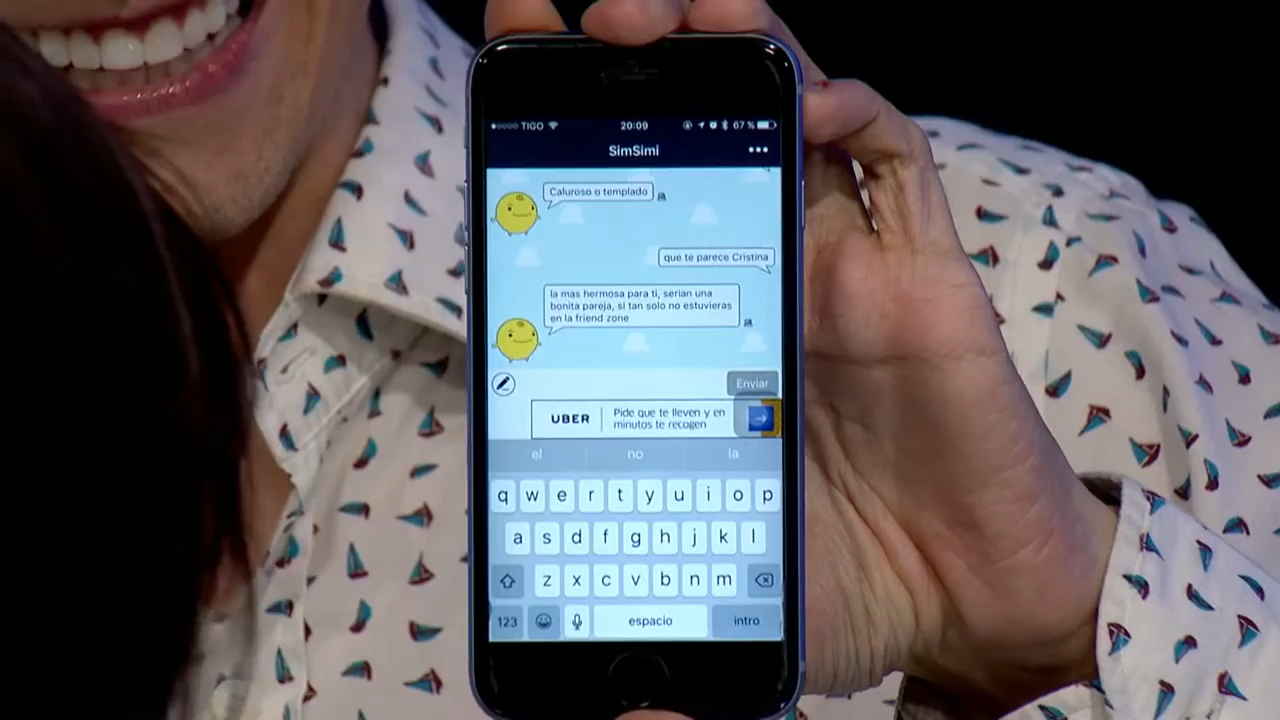 TIGO 20:09 67 %
SimSimi
Caluroso o templado
que te parece Cristina
la mas hermosa para ti, serian una
bonita pareja, si tan solo no estuvieras
en la friend zone
Enviar
UBER
Pide que te lleven y en
minutos te recogen
el no la
q w e r t y u i o p
a s d f g h j k l
z x c v b n m
123 espacio intro